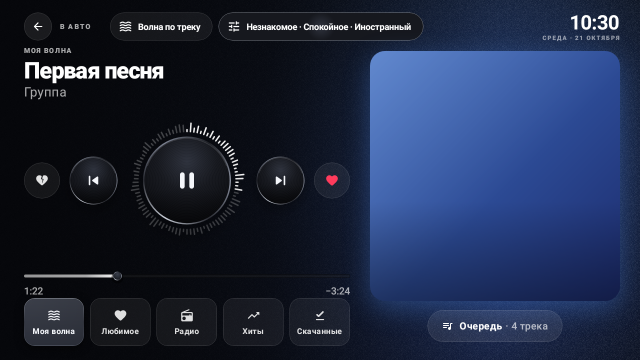 В АВТО
Волна по треку
Незнакомое · Спокойное · Иностранный
10:30
СРЕДА · 21 ОКТЯБРЯ
МОЯ ВОЛНА
Первая песня
Группа
1:22
−3:24
Моя волна
Любимое
Радио
Хиты
Скачанные
Очередь · 4 трека